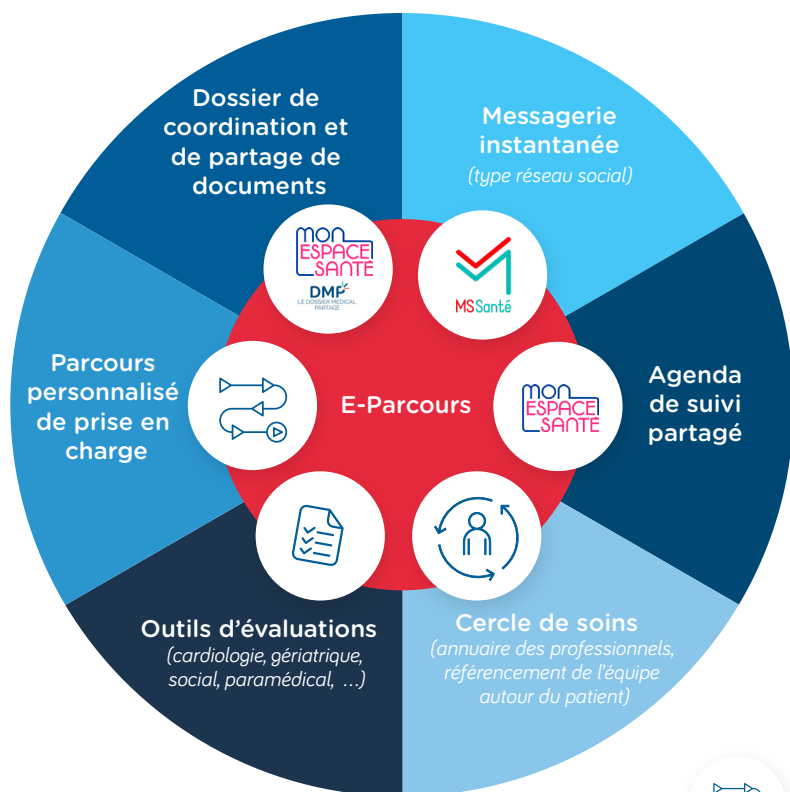 Dossier de
coordination et
de partage de
documents
Messagerie
instantanée
(type réseau social)
mon
ESPACE
SANTÉ
DMP
LE DOSSIER MÉDICAL
PARTAGÉ
MSSanté
Parcours
personnalisé
de prise en
charge
E-Parcours
mon
ESPACE
SANTÉ
Agenda
de suivi
partagé
Outils d’évaluations
(cardiologie, gériatrique,
social, paramédical, ...)
Cercle de soins
(annuaire des professionnels,
référencement de l’équipe
autour du patient)